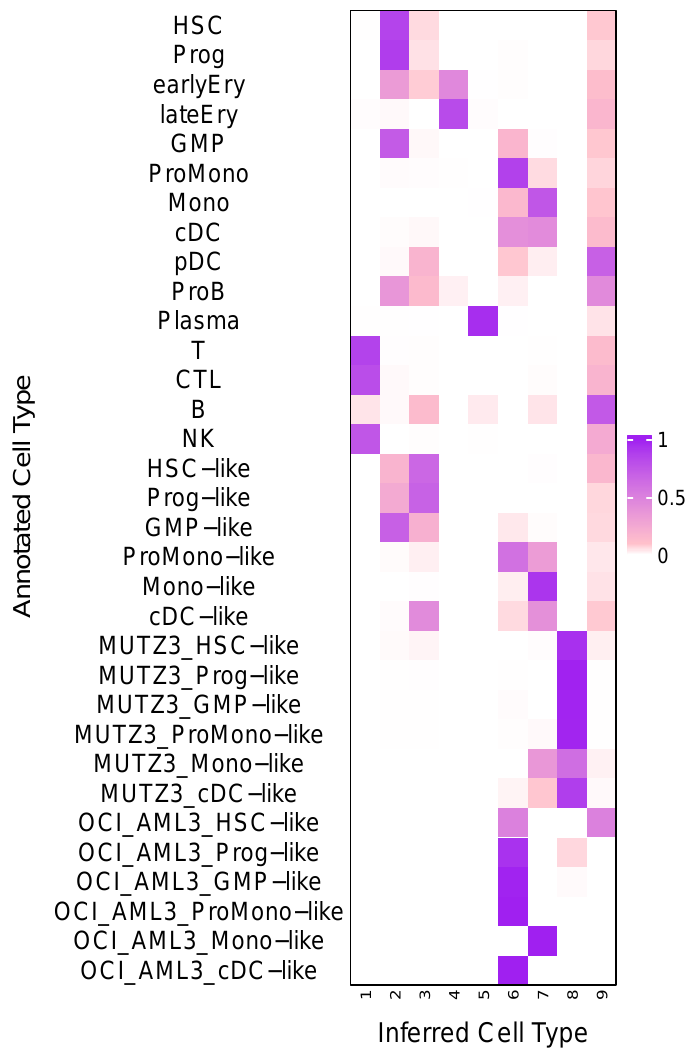 HSC
Prog
earlyEry
lateEry
GMP
ProMono
Mono
cDC
pDC
ProB
Plasma
T
CTL
B
NK
HSC−like
Prog−like
GMP−like
ProMono−like
Mono−like
cDC−like
MUTZ3_HSC−like
MUTZ3_Prog−like
MUTZ3_GMP−like
MUTZ3_ProMono−like
MUTZ3_Mono−like
MUTZ3_cDC−like
OCI_AML3_HSC−like
OCI_AML3_Prog−like
OCI_AML3_GMP−like
OCI_AML3_ProMono−like
OCI_AML3_Mono−like
OCI_AML3_cDC−like
Annotated Cell Type
1 2 3 4 5 6 7 8 9
Inferred Cell Type
1
0.5
0